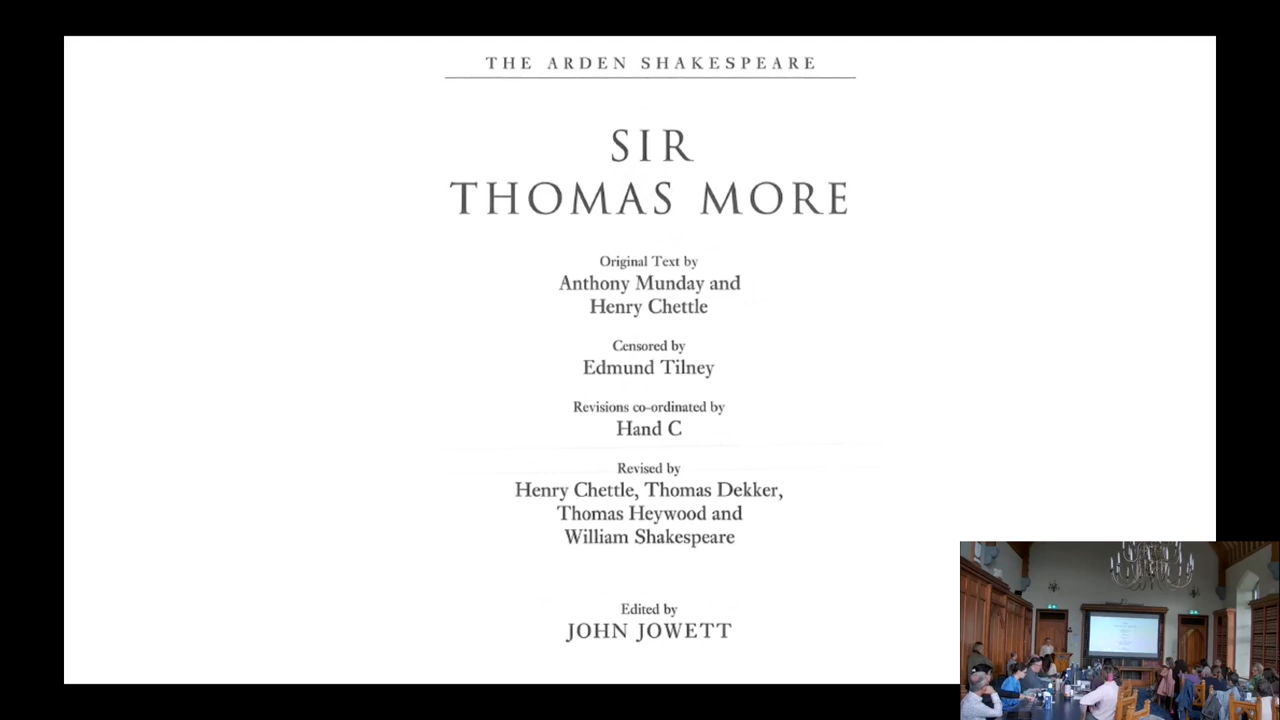 THE ARDEN SHAKESPEARE
SIR
THOMAS MORE
Original Text by
Anthony Munday and
Henry Chettle
Censored by
Edmund Tilney
Revisions co-ordinated by
Hand C
Revised by
Henry Chettle, Thomas Dekker,
Thomas Heywood and
William Shakespeare
Edited by
JOHN JOWETT